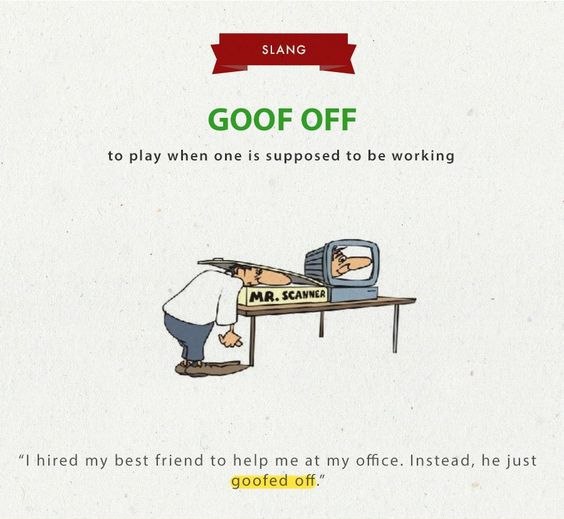 SLANG
GOOF OFF
to play when one is supposed to be working
MR. SCANNER
“I hired my best friend to help me at my office. Instead, he just
goofed off.”